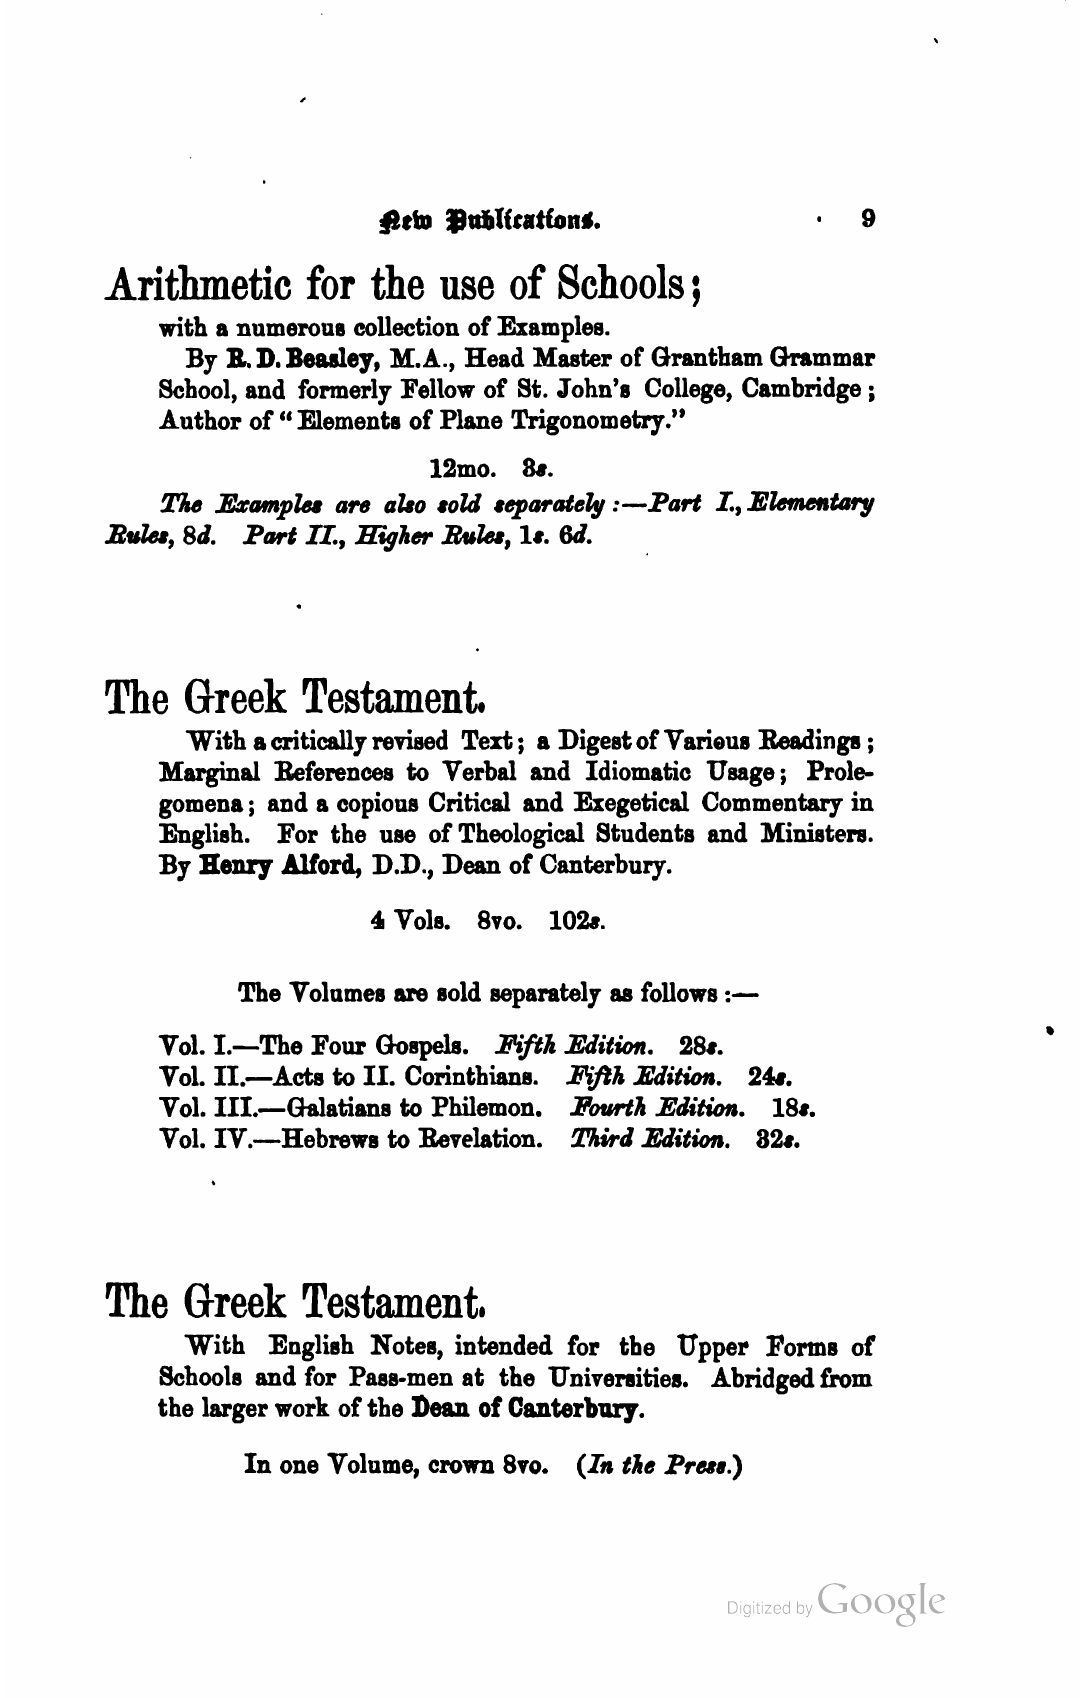 New Publications. 9
Arithmetic for the use of Schools;
with a numerous collection of Examples.
By R. D. Beasley, M.A., Head Master of Grantham Grammar
School, and formerly Fellow of St. John's College, Cambridge;
Author of "Elements of Plane Trigonometry."
12mo. 3s.
The Examples are also sold separately:—Part I., Elementary
Rules, 8d. Part II., Higher Rules, 1s. 6d.
The Greek Testament.
With a critically revised Text; a Digest of Various Readings;
Marginal References to Verbal and Idiomatic Usage; Prole-
gomena; and a copious Critical and Exegetical Commentary in
English. For the use of Theological Students and Ministers.
By Henry Alford, D.D., Dean of Canterbury.
4 Vols. 8vo. 102s.
The Volumes are sold separately as follows:—
Vol. I.—The Four Gospels. Fifth Edition. 28s.
Vol. II.—Acts to II. Corinthians. Fifth Edition. 24s.
Vol. III.—Galatians to Philemon. Fourth Edition. 18s.
Vol. IV.—Hebrews to Revelation. Third Edition. 32s.
The Greek Testament.
With English Notes, intended for the Upper Forms of
Schools and for Pass-men at the Universities. Abridged from
the larger work of the Dean of Canterbury.
In one Volume, crown 8vo. (In the Press.)
Digitized by Google